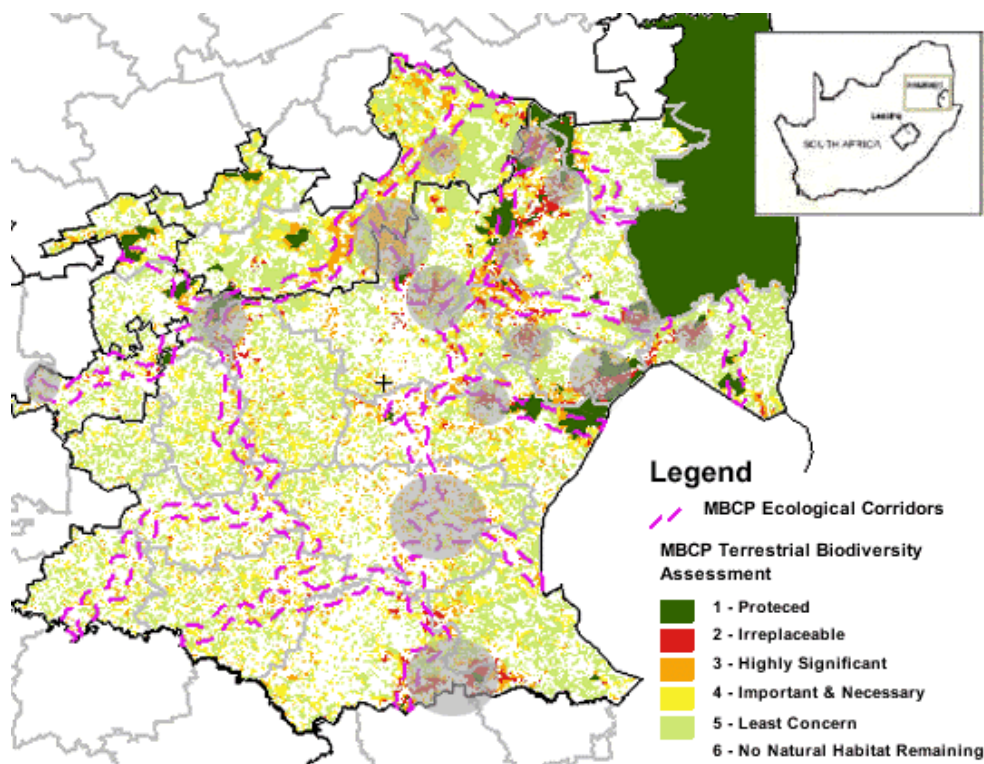 SOUTH AFRICA
Legend
MBCP Ecological Corridors
MBCP Terrestrial Biodiversity
Assessment
1 - Proteced
2 - Irreplaceable
3 - Highly Significant
4 - Important & Necessary
5 - Least Concern
6 - No Natural Habitat Remaining